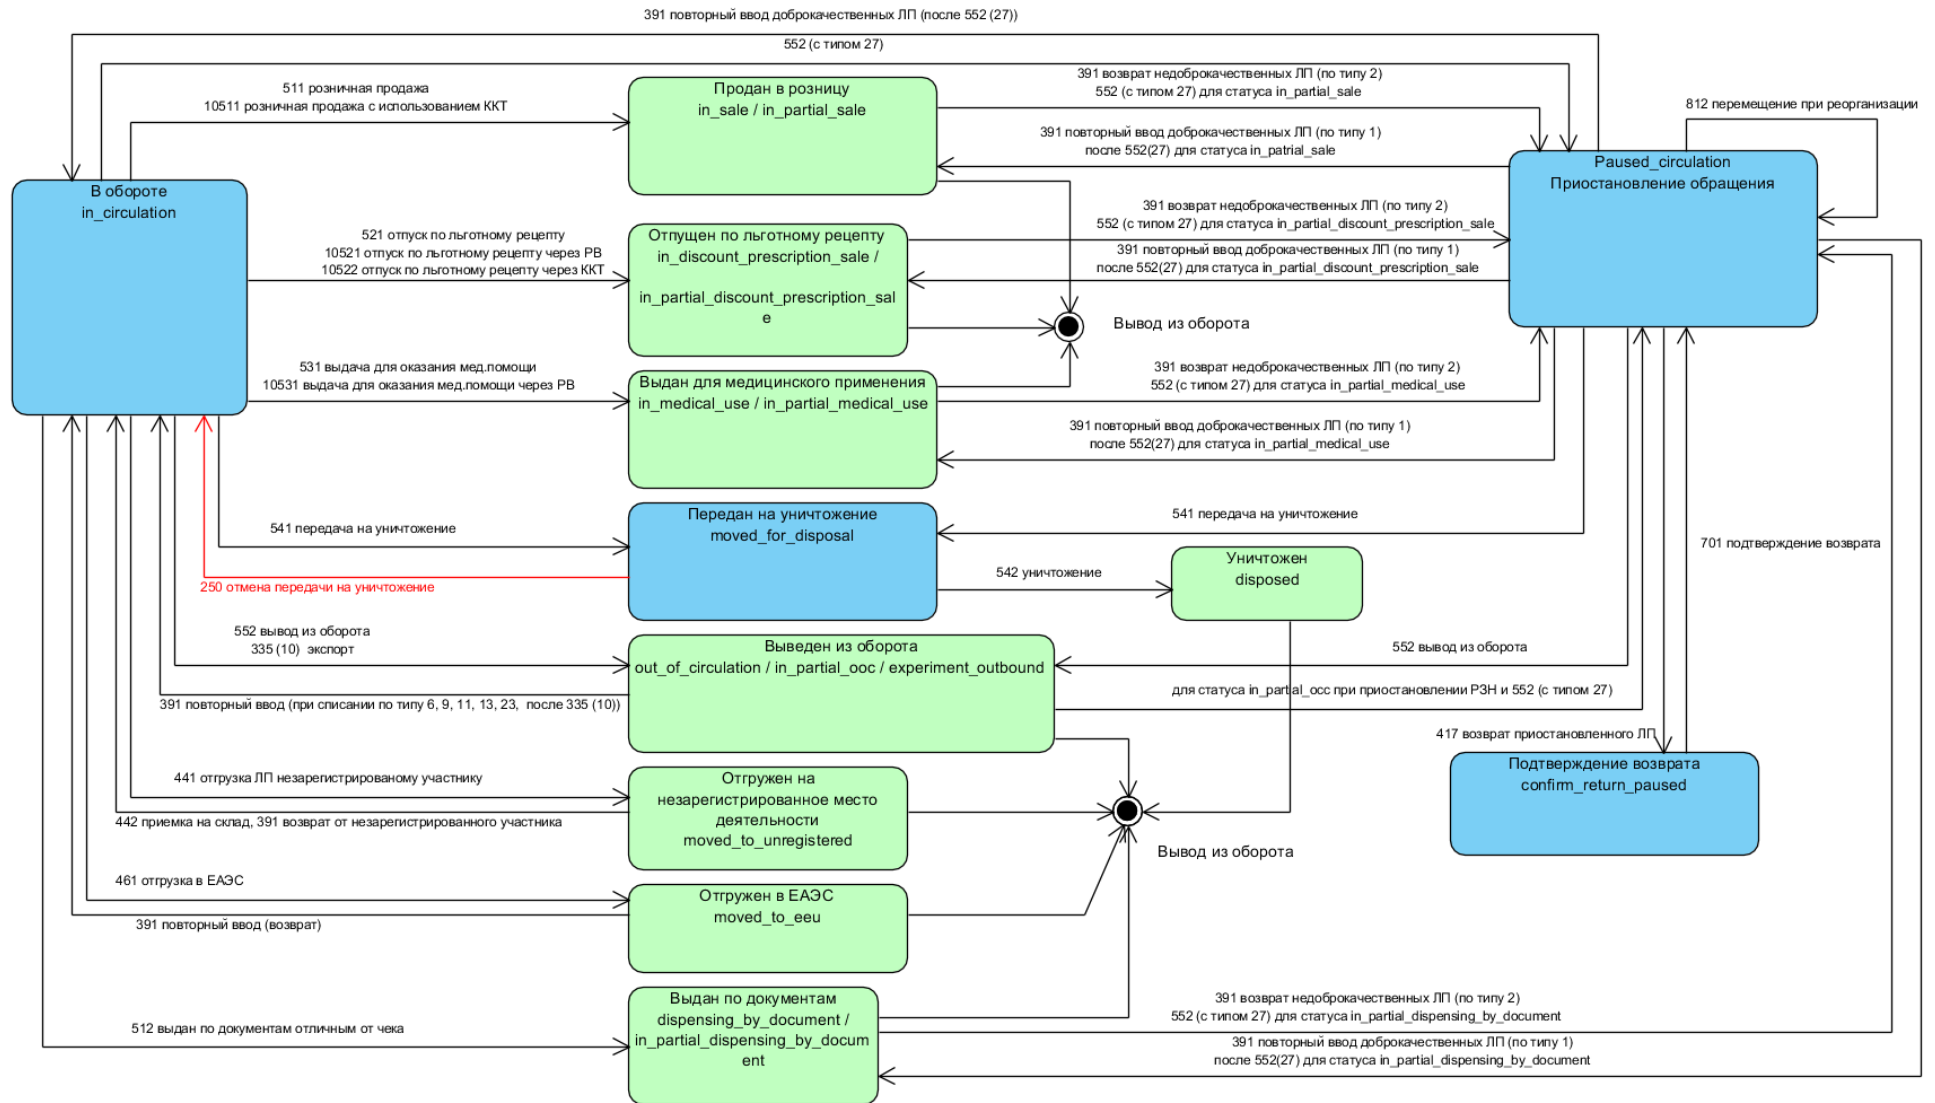 391 повторный ввод доброкачественных ЛП (после 552 (27))
552 (с типом 27)
511 розничная продажа
10511 розничная продажа с использованием ККТ
Продан в розницу
in_sale / in_partial_sale
391 возврат недоброкачественных ЛП (по типу 2)
552 (с типом 27) для статуса in_partial_sale
812 перемещение при реорганизации
391 повторный ввод доброкачественных ЛП (по типу 1)
после 552(27) для статуса in_patrial_sale
Paused_circulation
Приостановление обращения
В обороте
in_circulation
521 отпуск по льготному рецепту
10521 отпуск по льготному рецепту через РВ
10522 отпуск по льготному рецепту через ККТ
Отпущен по льготному рецепту
in_discount_prescription_sale /
in_partial_discount_prescription_sal
e
391 возврат недоброкачественных ЛП (по типу 2)
552 (с типом 27) для статуса in_partial_discount_prescription_sale
391 повторный ввод доброкачественных ЛП (по типу 1)
после 552(27) для статуса in_partial_discount_prescription_sale
Вывод из оборота
531 выдача для оказания мед.помощи
10531 выдача для оказания мед.помощи через РВ
Выдан для медицинского применения
in_medical_use / in_partial_medical_use
391 возврат недоброкачественных ЛП (по типу 2)
552 (с типом 27) для статуса in_partial_medical_use
391 повторный ввод доброкачественных ЛП (по типу 1)
после 552(27) для статуса in_partial_medical_use
541 передача на уничтожение
Передан на уничтожение
moved_for_disposal
541 передача на уничтожение
250 отмена передачи на уничтожение
542 уничтожение
Уничтожен
disposed
701 подтверждение возврата
552 вывод из оборота
335 (10) экспорт
Выведен из оборота
out_of_circulation / in_partial_ooc / experiment_outbound
552 вывод из оборота
391 повторный ввод (при списании по типу 6, 9, 11, 13, 23, после 335 (10))
для статуса in_partial_occ при приостановлении РЗН и 552 (с типом 27)
417 возврат приостановленного ЛП
Подтверждение возврата
confirm_return_paused
441 отгрузка ЛП незарегистрированому участнику
Отгружен на
незарегистрированное место
деятельности
moved_to_unregistered
442 приемка на склад, 391 возврат от незарегистрированного участника
Вывод из оборота
461 отгрузка в ЕАЭС
Отгружен в ЕАЭС
moved_to_eeu
391 повторный ввод (возврат)
512 выдан по документам отличным от чека
Выдан по документам
dispensing_by_document /
in_partial_dispensing_by_docum
ent
391 возврат недоброкачественных ЛП (по типу 2)
552 (с типом 27) для статуса in_partial_dispensing_by_document
391 повторный ввод доброкачественных ЛП (по типу 1)
после 552(27) для статуса in_partial_dispensing_by_document